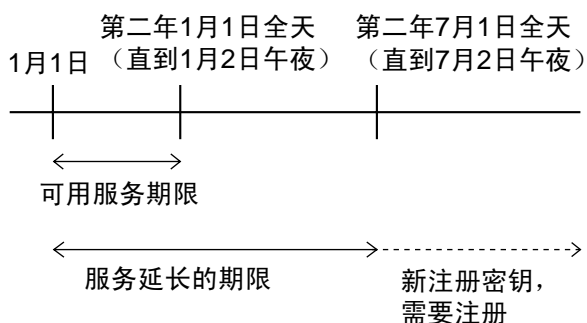 1月1日
第二年1月1日全天
（直到1月2日午夜）
第二年7月1日全天
（直到7月2日午夜）
可用服务期限
服务延长的期限
新注册密钥，
需要注册